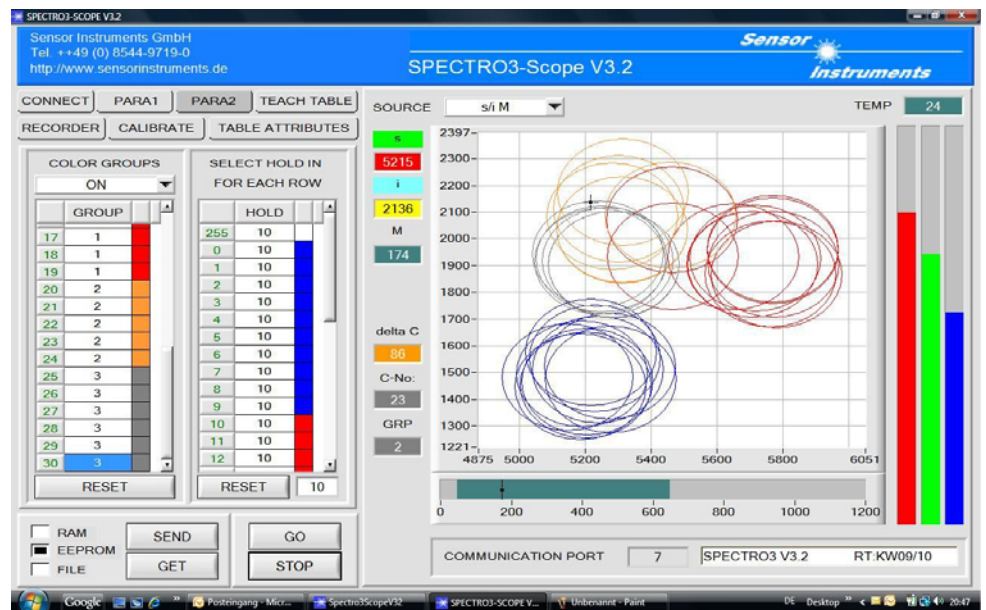 SPECTRO3-SCOPE V3.2
Sensor Instruments GmbH
Tel. ++49 (0) 8544-9719-0
http://www.sensorinstruments.de
SPECTRO3-Scope V3.2
Sensor
Instruments
CONNECT PARA1 PARA2 TEACH TABLE
RECORDER CALIBRATE TABLE ATTRIBUTES
COLOR GROUPS
ON
GROUP
17 1
18 1
19 1
20 2
21 2
22 2
23 2
24 2
25 3
26 3
27 3
28 3
29 3
30 3
RESET
SELECT HOLD IN
FOR EACH ROW
HOLD
255 10
0 10
1 10
2 10
3 10
4 10
5 10
6 10
7 10
8 10
9 10
10 10
11 10
12 10
RESET 10
RAM
EEPROM
FILE
SEND
GET
GO
STOP
SOURCE s/i M
TEMP 24
s
5215
i
2136
M
174
delta C
86
C-No:
23
GRP
2
2397-
2300-
2200-
2100-
2000-
1900-
1800-
1700-
1600-
1500-
1400-
1300-
1221-
4875 5000 5200 5400 5600 5800 6051
0 200 400 600 800 1000 1200
COMMUNICATION PORT 7 SPECTRO3 V3.2 RT:KW09/10
Google » Posteingang - Micr... Spectro3ScopeV32 SPECTRO3-SCOPE V... Unbenannt - Paint DE Desktop » 20:47